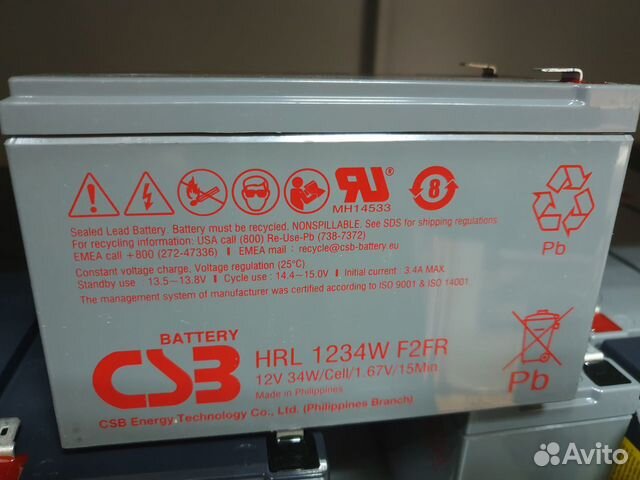 MH14533
8
Pb
Sealed Lead Battery. Battery must be recycled. NONSPILLABLE. See SDS for shipping regulations.
For recycling information: USA call (800) Re-Use-Pb (738-7372)
EMEA call +800 (272-47336) | EMEA mail : recycle@csb-battery.eu
Constant voltage charge, Voltage regulation (25°C)
Standby use : 13.5~13.8V | Cycle use : 14.4~15.0V | Initial current : 3.4A MAX.
The management system of manufacturer was certified according to ISO 9001 & ISO 14001.
BATTERY
CSB
HRL 1234W F2FR
12V 34W/Cell/1.67V/15Min
Made in Philippines
CSB Energy Technology Co., Ltd. (Philippines Branch)
Pb
Avito